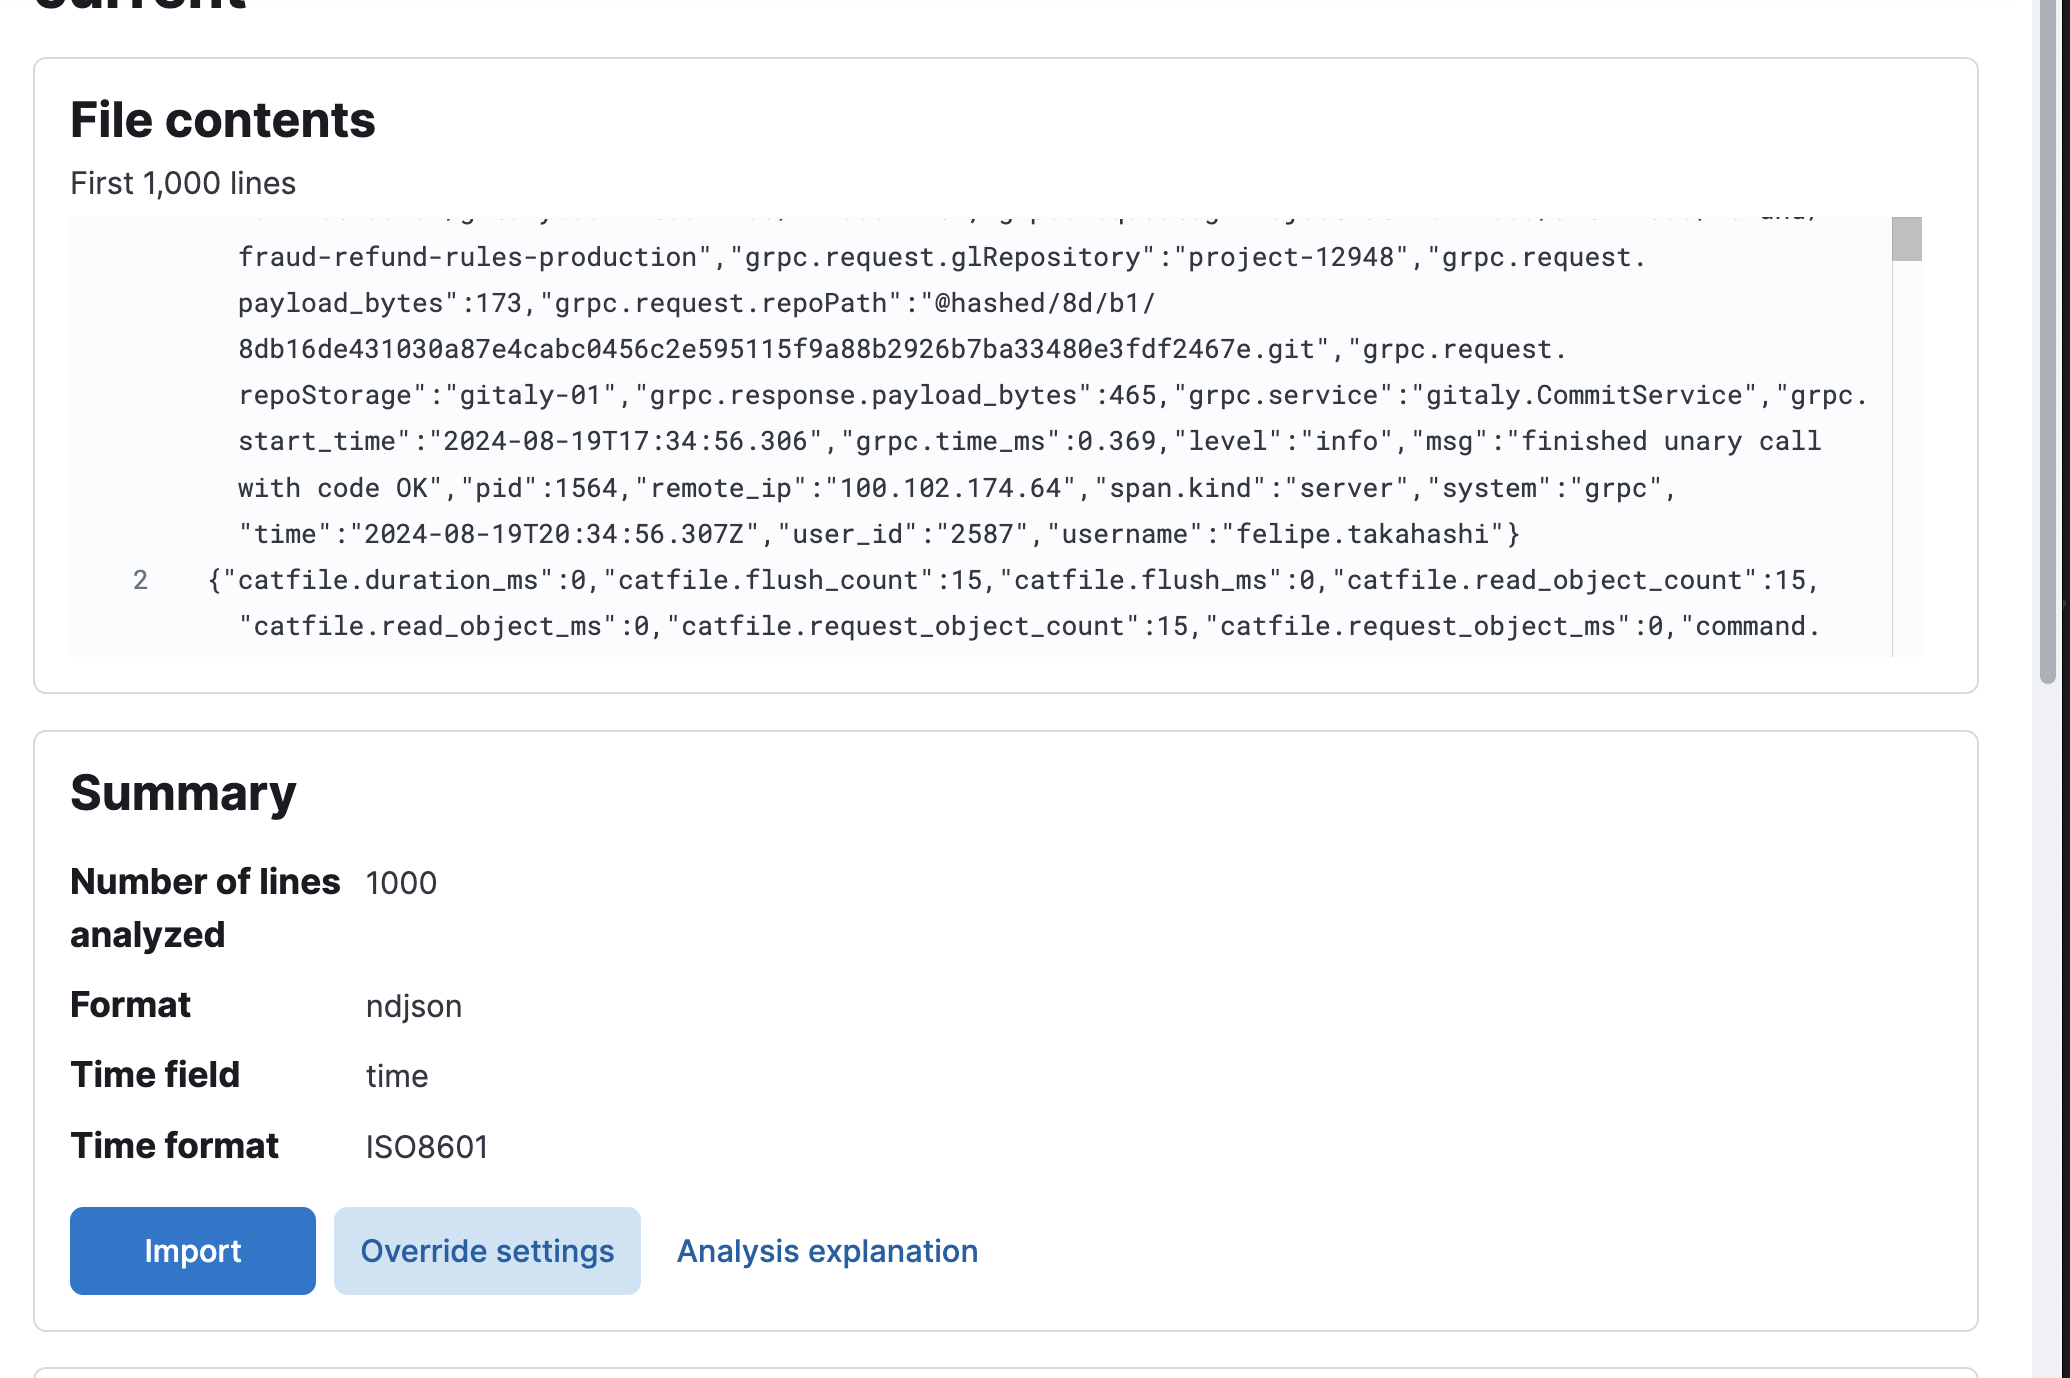 current
File contents
First 1,000 lines
fraud-refund-rules-production","grpc.request.glRepository":"project-12948","grpc.request.
payload_bytes":173,"grpc.request.repoPath":"@hashed/8d/b1/
8db16de431030a87e4cabc0456c2e595115f9a88b2926b7ba33480e3fdf2467e.git","grpc.request.
repoStorage":"gitaly-01","grpc.response.payload_bytes":465,"grpc.service":"gitaly.CommitService","grpc.
start_time":"2024-08-19T17:34:56.306","grpc.time_ms":0.369,"level":"info","msg":"finished unary call
with code OK","pid":1564,"remote_ip":"100.102.174.64","span.kind":"server","system":"grpc",
"time":"2024-08-19T20:34:56.307Z","user_id":"2587","username":"felipe.takahashi"}
2 {"catfile.duration_ms":0,"catfile.flush_count":15,"catfile.flush_ms":0,"catfile.read_object_count":15,
"catfile.read_object_ms":0,"catfile.request_object_count":15,"catfile.request_object_ms":0,"command.
Summary
Number of lines analyzed 1000
Format ndjson
Time field time
Time format ISO8601
Import Override settings Analysis explanation